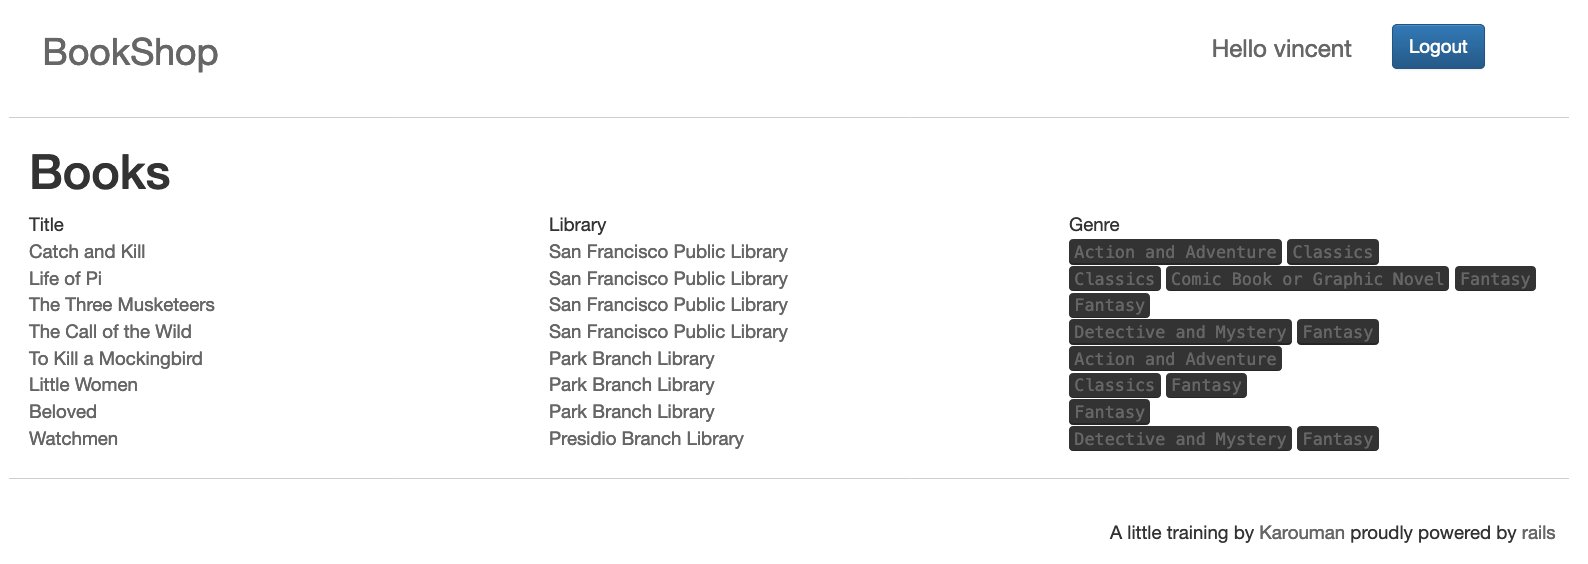 BookShop Hello vincent Logout
Books
Title Library Genre
Catch and Kill San Francisco Public Library Action and Adventure Classics
Life of Pi San Francisco Public Library Classics Comic Book or Graphic Novel Fantasy
The Three Musketeers San Francisco Public Library Fantasy
The Call of the Wild San Francisco Public Library Detective and Mystery Fantasy
To Kill a Mockingbird Park Branch Library Action and Adventure
Little Women Park Branch Library Classics Fantasy
Beloved Park Branch Library Fantasy
Watchmen Presidio Branch Library Detective and Mystery Fantasy
A little training by Karouman proudly powered by rails